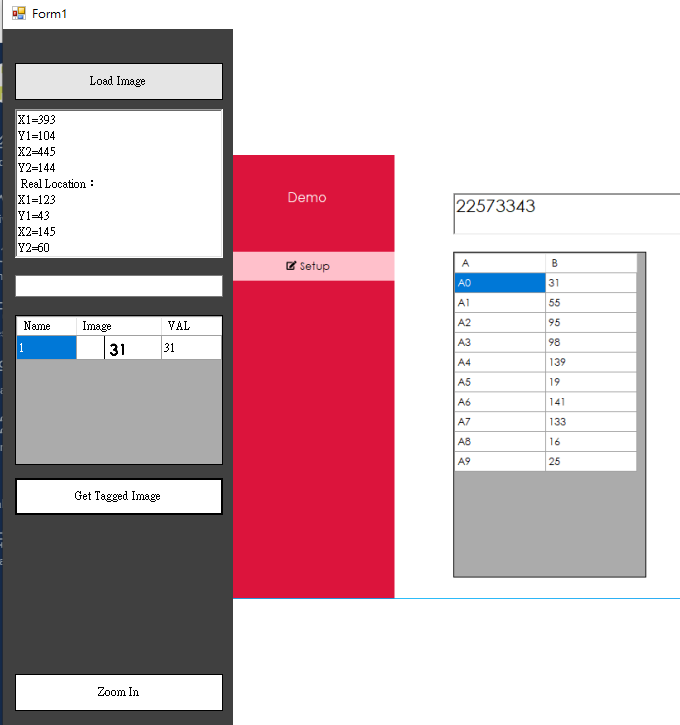 Form1
Load Image
X1=393
Y1=104
X2=445
Y2=144
Real Location：
X1=123
Y1=43
X2=145
Y2=60
Name Image VAL
1 31 31
Get Tagged Image
Zoom In
Demo
Setup
22573343
A B
A0 31
A1 55
A2 95
A3 98
A4 139
A5 19
A6 141
A7 133
A8 16
A9 25